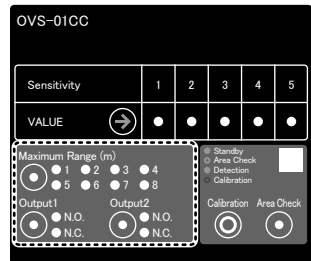 OVS-01CC
Sensitivity 1 2 3 4 5
VALUE
Maximum Range (m)
1 2 3 4
5 6 7 8
Output1 Output2
N.O. N.O.
N.C. N.C.
Standby
Area Check
Detection
Calibration
Calibration Area Check